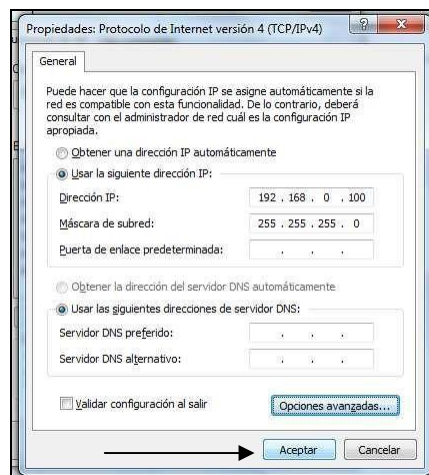 Propiedades: Protocolo de Internet versión 4 (TCP/IPv4)
General
Puede hacer que la configuración IP se asigne automáticamente si la
red es compatible con esta funcionalidad. De lo contrario, deberá
consultar con el administrador de red cuál es la configuración IP
apropiada.
Obtener una dirección IP automáticamente
Usar la siguiente dirección IP:
Dirección IP: 192 . 168 . 0 . 100
Máscara de subred: 255 . 255 . 255 . 0
Puerta de enlace predeterminada: . . .
Obtener la dirección del servidor DNS automáticamente
Usar las siguientes direcciones de servidor DNS:
Servidor DNS preferido: . . .
Servidor DNS alternativo: . . .
Validar configuración al salir
Opciones avanzadas...
Aceptar
Cancelar